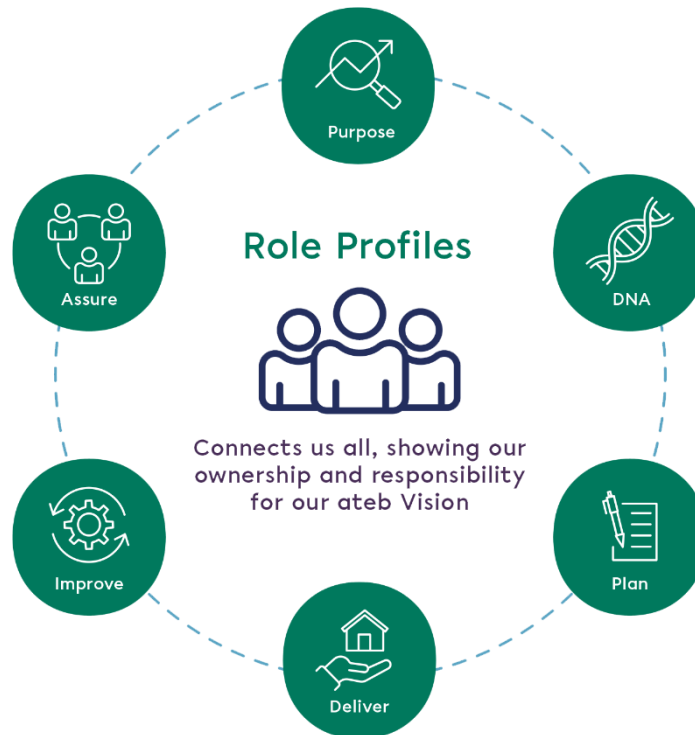 Purpose
Assure
Role Profiles
DNA
Connects us all, showing our
ownership and responsibility
for our ateb Vision
Improve
Plan
Deliver